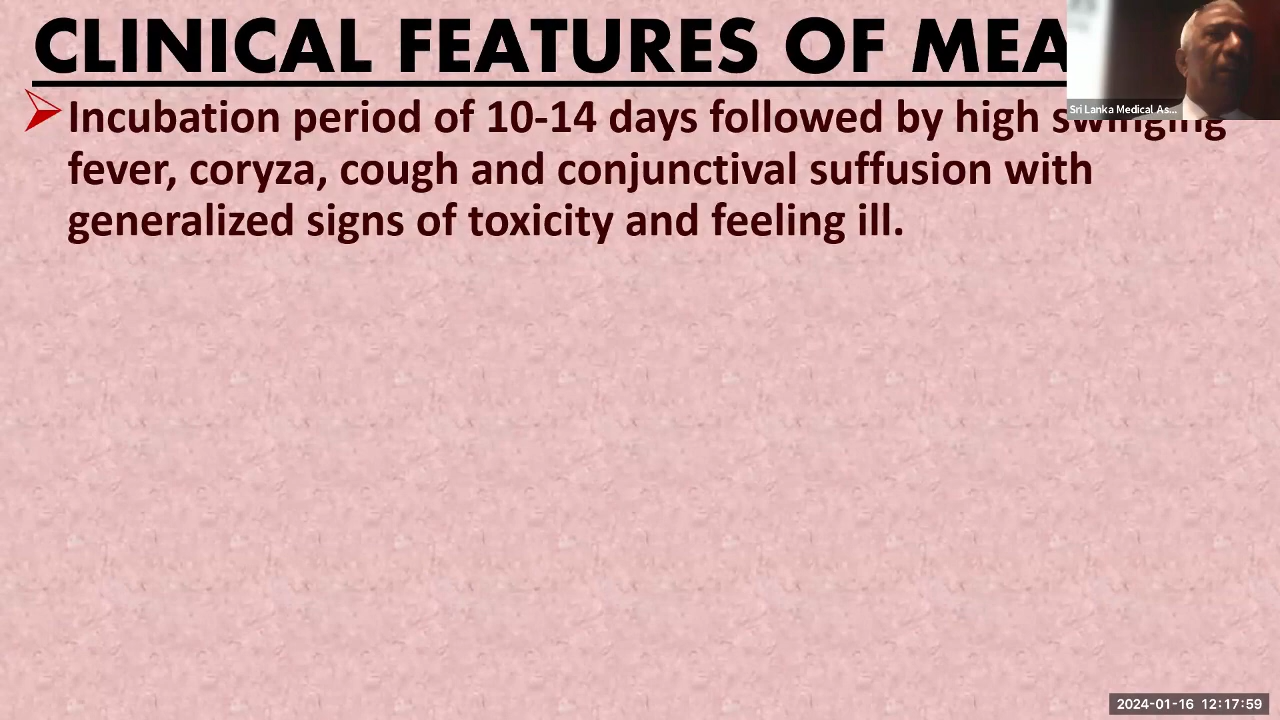 CLINICAL FEATURES OF MEA
Sri Lanka Medical As...
Incubation period of 10-14 days followed by high swinging
fever, coryza, cough and conjunctival suffusion with
generalized signs of toxicity and feeling ill.
2024-01-16 12:17:59